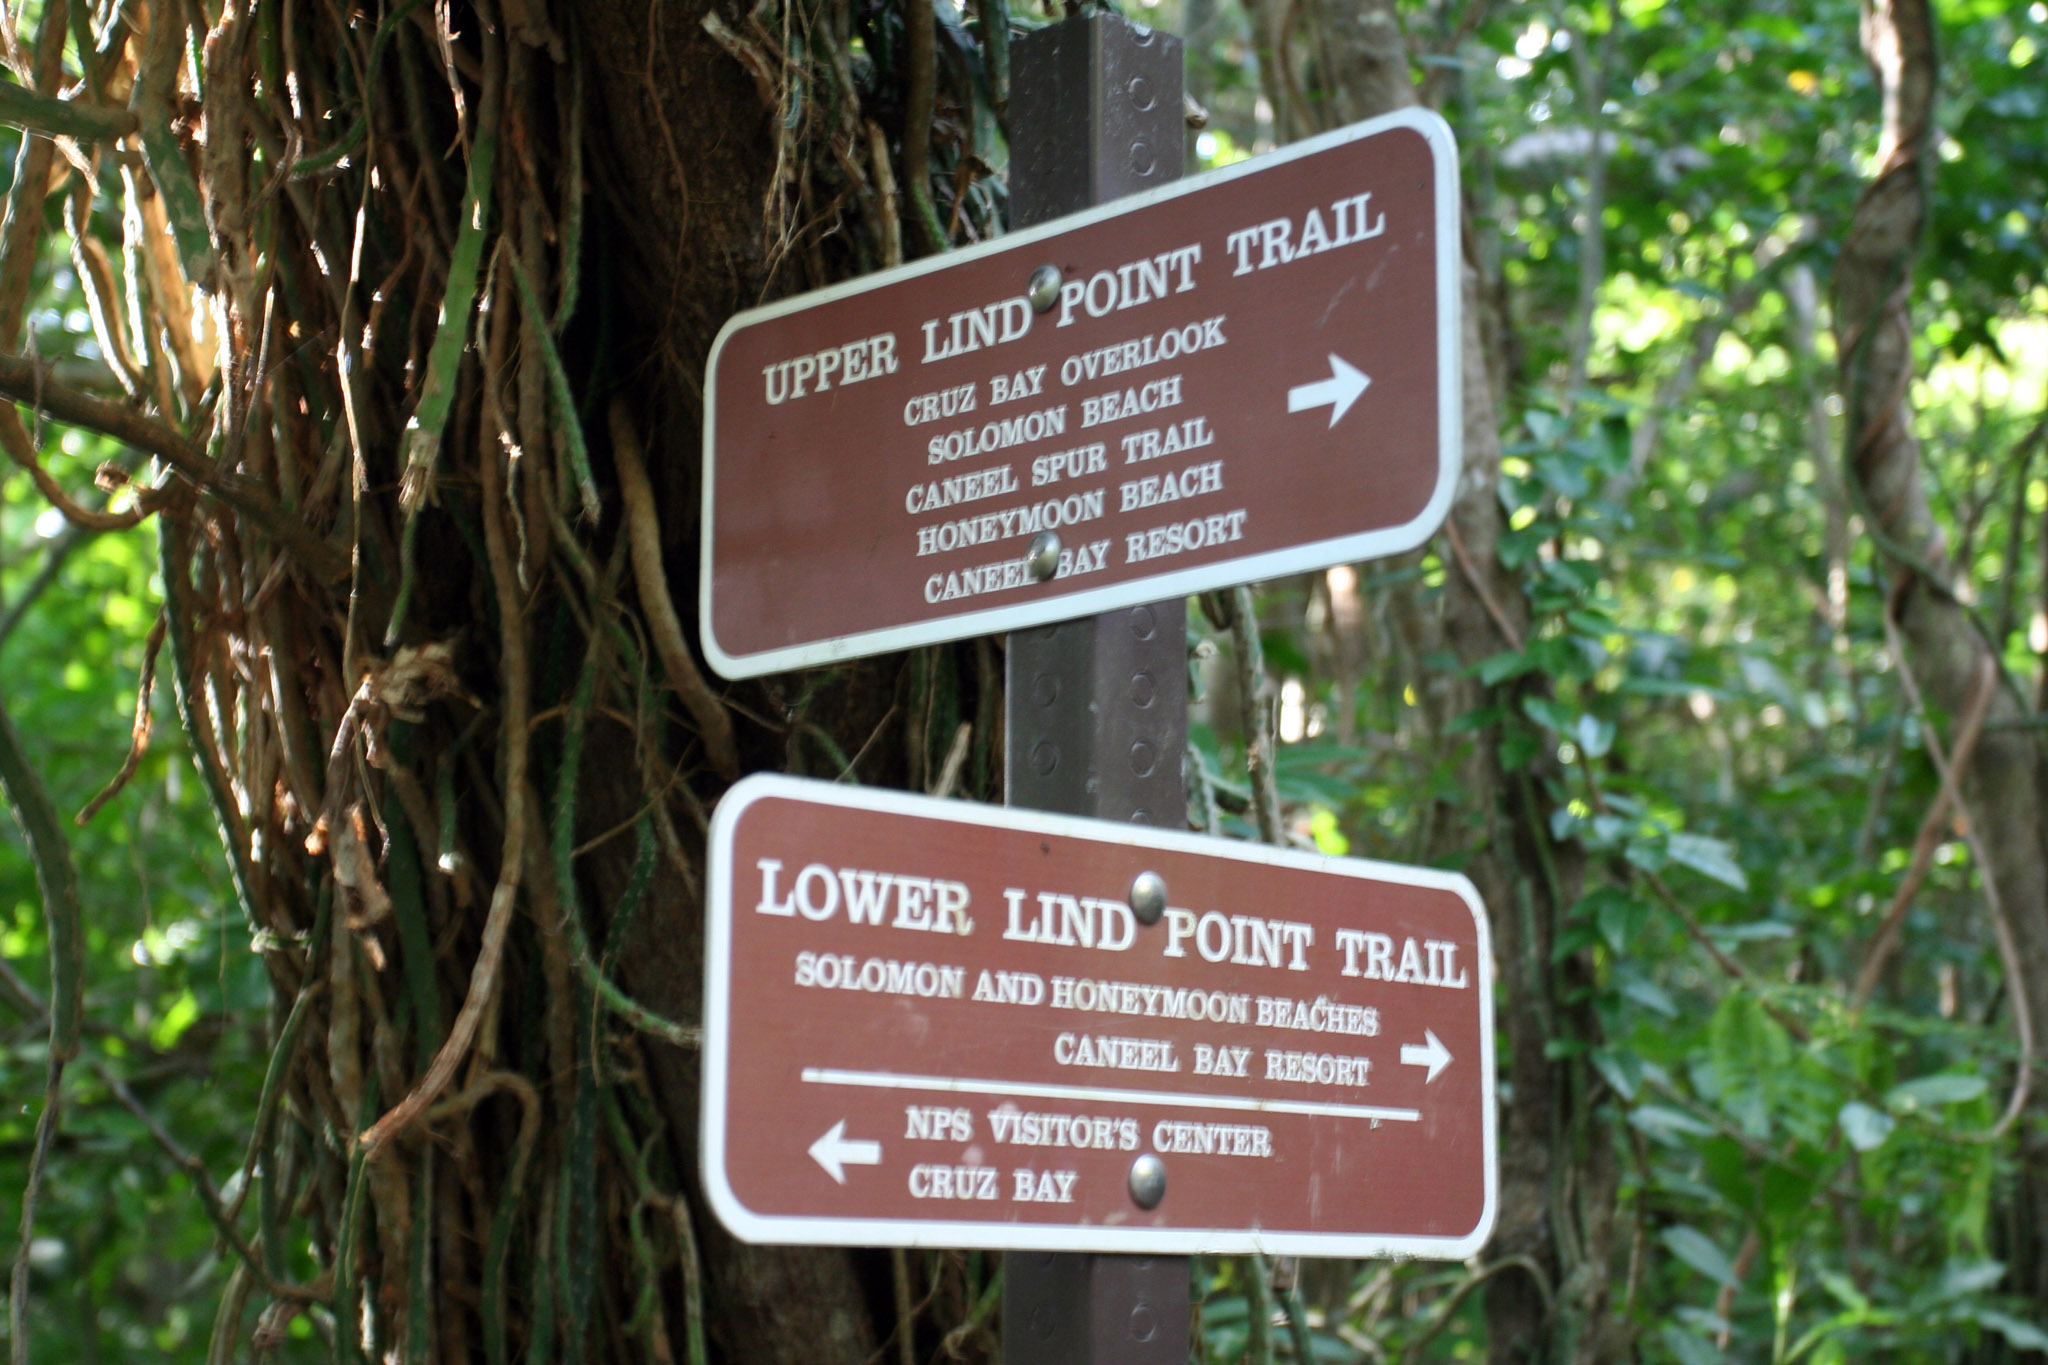 UPPER LIND POINT TRAIL
CRUZ BAY OVERLOOK
SOLOMON BEACH
CANEEL SPUR TRAIL
HONEYMOON BEACH
CANEEL BAY RESORT
LOWER LIND POINT TRAIL
SOLOMON AND HONEYMOON BEACHES
CANEEL BAY RESORT
NPS VISITOR'S CENTER
CRUZ BAY